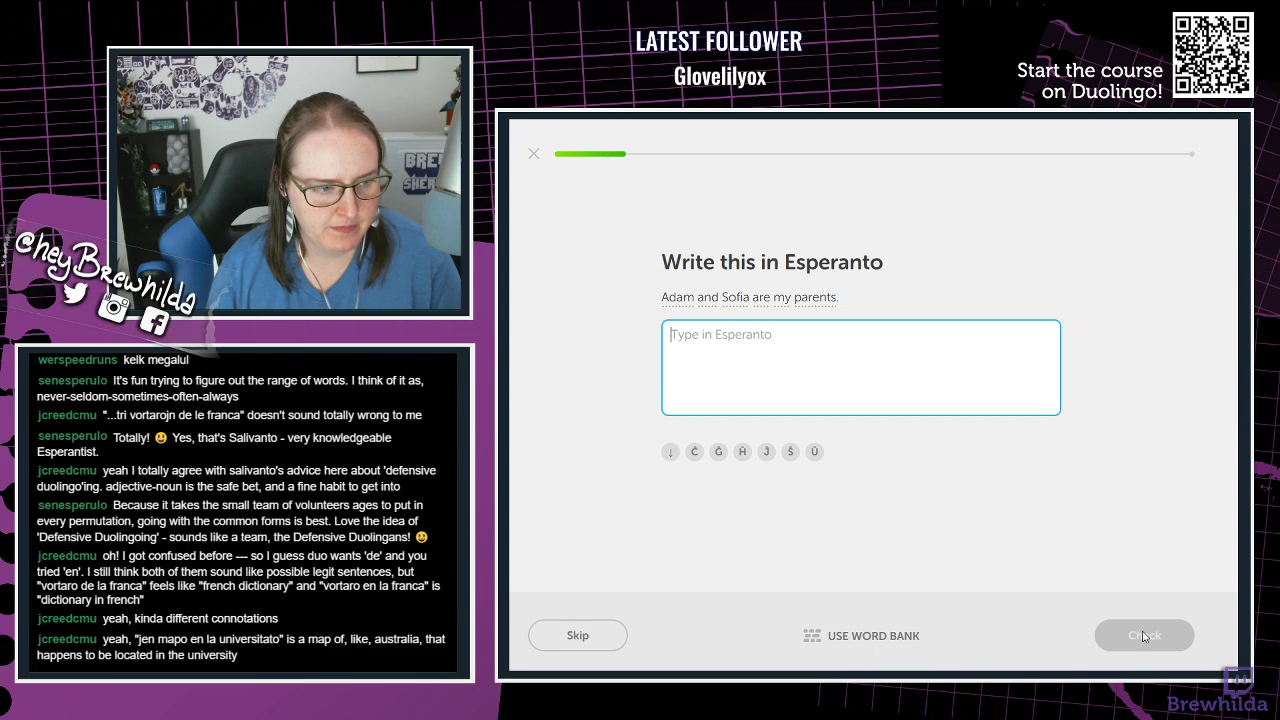 LATEST FOLLOWER
Glovelilyox
Start the course
on Duolingo!
BREW
SHER
@heyBrewhilda
werspeedruns kelk megalul
senesperulo It's fun trying to figure out the range of words. I think of it as,
never-seldom-sometimes-often-always
jcreedcmu "...tri vortarojn de le franca" doesn't sound totally wrong to me
senesperulo Totally! 😃 Yes, that's Salivanto - very knowledgeable
Esperantist.
jcreedcmu yeah I totally agree with salivanto's advice here about 'defensive
duolingo'ing. adjective-noun is the safe bet, and a fine habit to get into
senesperulo Because it takes the small team of volunteers ages to put in
every permutation, going with the common forms is best. Love the idea of
'Defensive Duolingoing' - sounds like a team, the Defensive Duolingans! 😃
jcreedcmu oh! I got confused before --- so I guess duo wants 'de' and you
tried 'en'. I still think both of them sound like possible legit sentences, but
"vortaro de la franca" feels like "french dictionary" and "vortaro en la franca" is
"dictionary in french"
jcreedcmu yeah, kinda different connotations
jcreedcmu yeah, "jen mapo en la universitato" is a map of, like, australia, that
happens to be located in the university
Write this in Esperanto
Adam and Sofia are my parents.
Type in Esperanto
↓ Ĉ Ĝ Ĥ Ĵ Ŝ Ŭ
Skip
USE WORD BANK
Check
Brewhilda